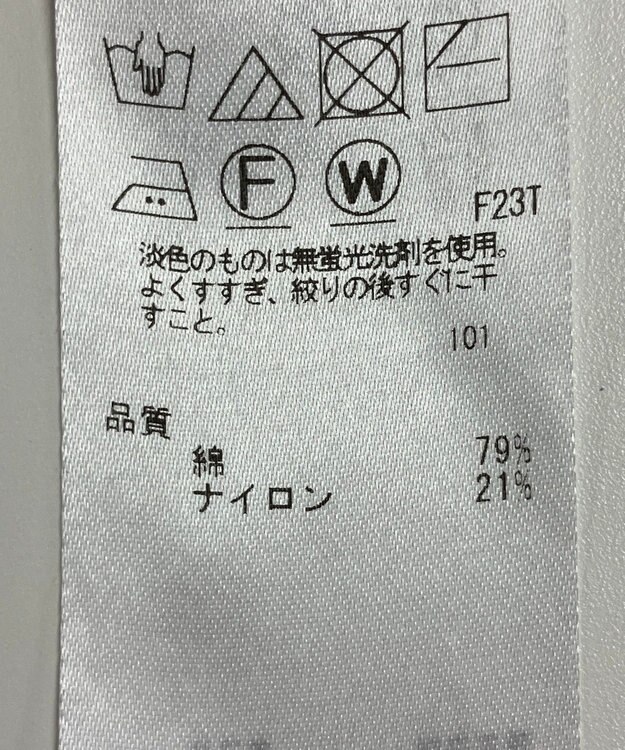 F W F23T
淡色のものは無蛍光洗剤を使用。
よくすすぎ、絞りの後すぐに干
すこと。
101
品質
綿 79%
ナイロン 21%